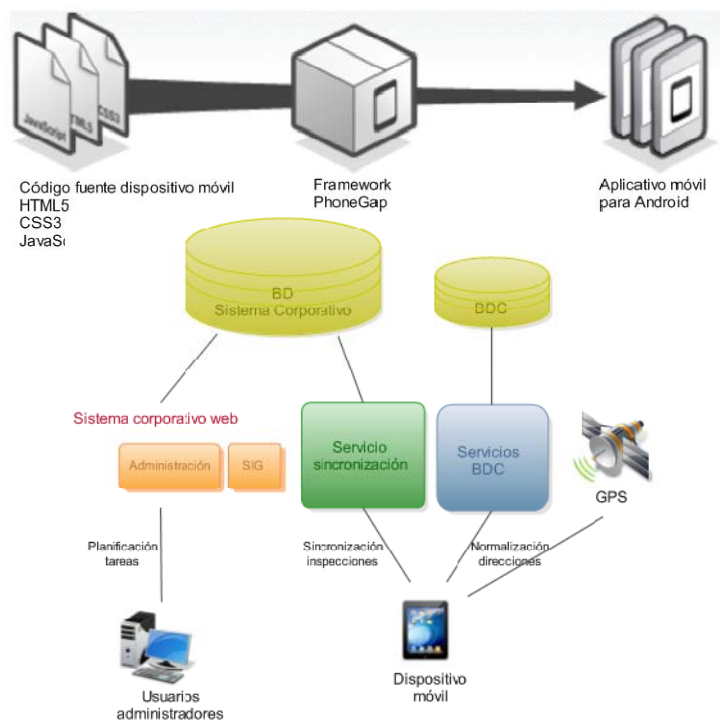 JavaScript
HTML5
CSS3
Código fuente dispositivo móvil
HTML5
CSS3
JavaSc
Framework
PhoneGap
Aplicativo móvil
para Android
BD
Sistema Corporativo
BDC
Sistema corporativo web
Administración
SIG
Servicio
sincronización
Servicios
BDC
GPS
Planificación
tareas
Sincronización
inspecciones
Normalización
direcciones
Usuarios
administradores
Dispositivo
móvil